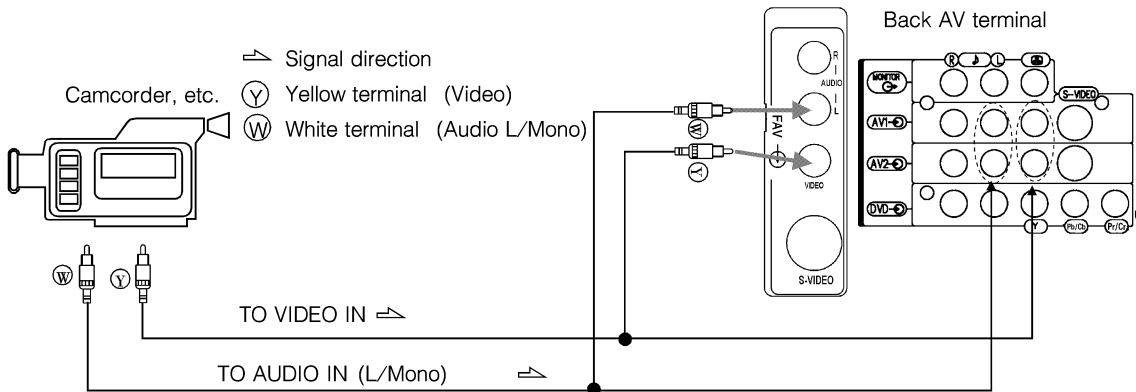 Signal direction
Y Yellow terminal (Video)
W White terminal (Audio L/Mono)
Camcorder, etc.
W
Y
TO VIDEO IN
TO AUDIO IN (L/Mono)
W
Y
R
AUDIO
L
FAV
VIDEO
S-VIDEO
Back AV terminal
R ♪ L
MONITOR
S-VIDEO
AV1
AV2
DVD
Y Pb/Cb Pr/Cr